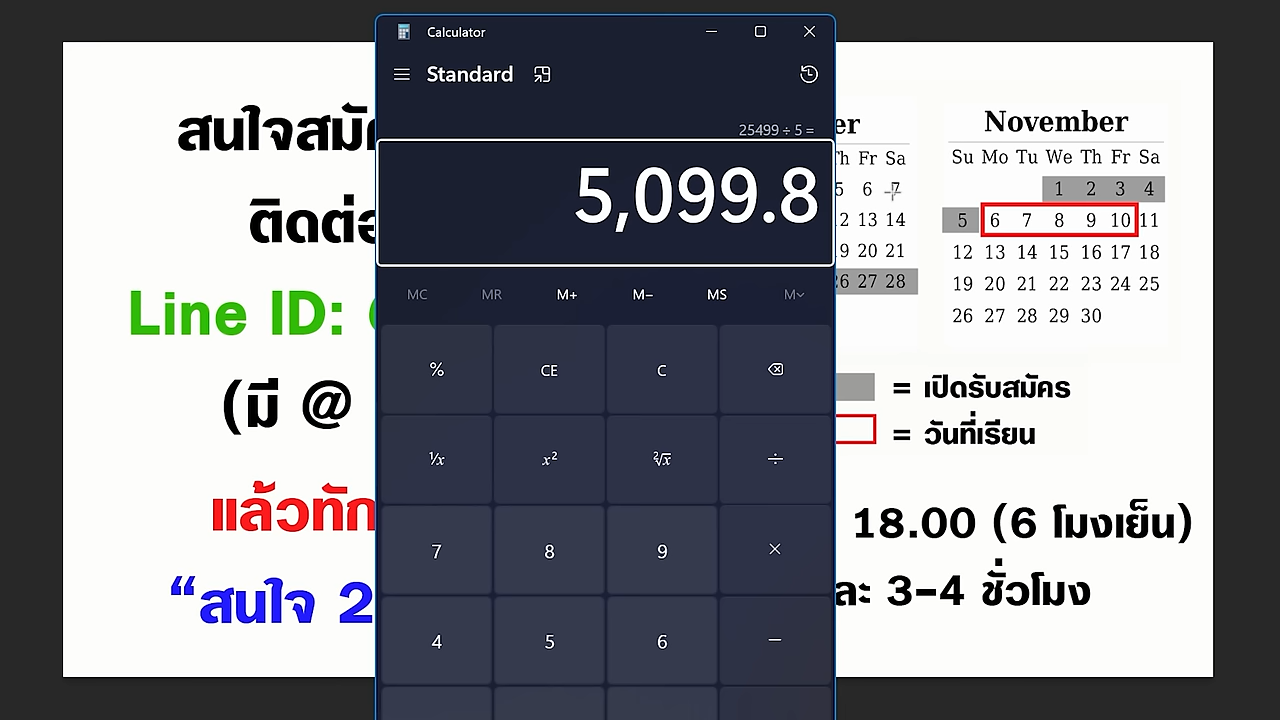 Calculator
Standard
25499 ÷ 5 =
5,099.8
MC MR M+ M− MS M
% CE C
¹/x x² ²√x ÷
7 8 9 ×
4 5 6 −
ติดต่อ
Line ID:
(มี @
แล้วทัก
“สนใจ 2
er
Th Fr Sa
5 6 7
12 13 14
19 20 21
26 27 28
November
Su Mo Tu We Th Fr Sa
1 2 3 4
5 6 7 8 9 10 11
12 13 14 15 16 17 18
19 20 21 22 23 24 25
26 27 28 29 30
= เปิดรับสมัคร
= วันที่เรียน
18.00 (6 โมงเย็น)
ละ 3-4 ชั่วโมง